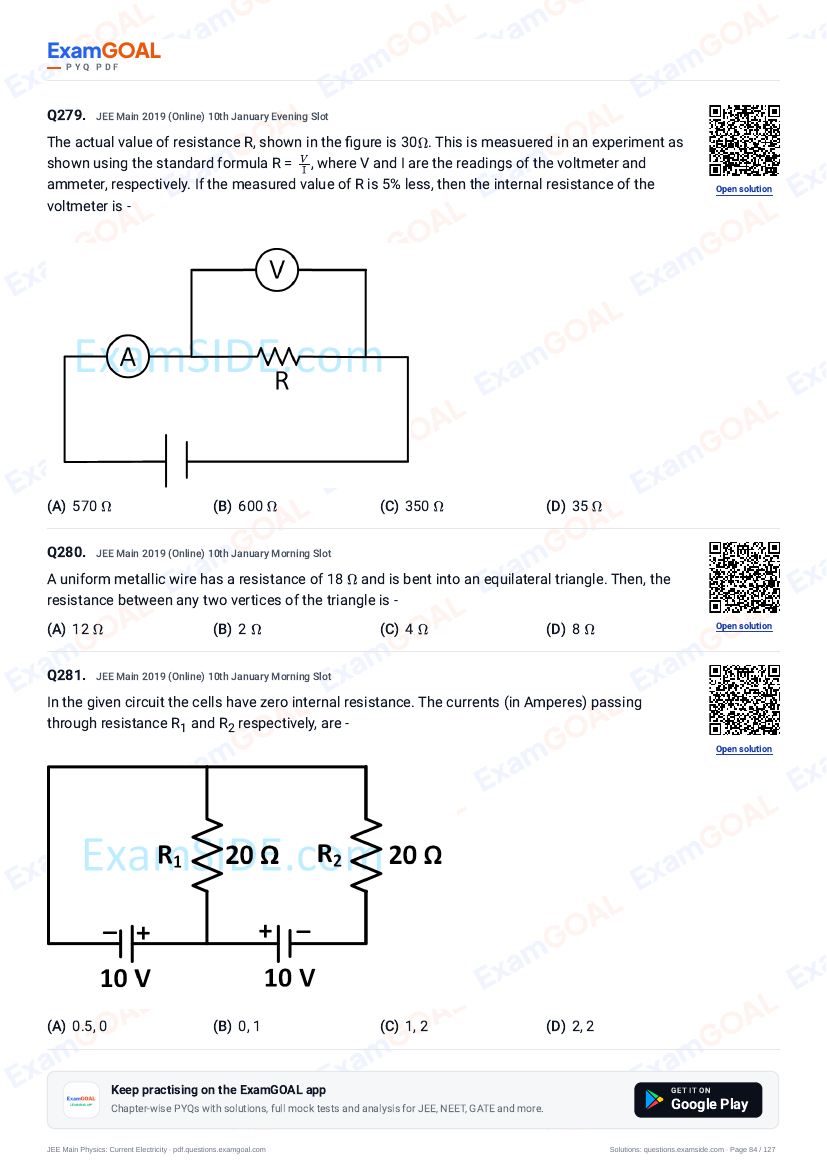 ExamGOAL
PYQ PDF
Q279. JEE Main 2019 (Online) 10th January Evening Slot
The actual value of resistance R, shown in the figure is 30Ω. This is measuered in an experiment as
shown using the standard formula R = V/I, where V and I are the readings of the voltmeter and
ammeter, respectively. If the measured value of R is 5% less, then the internal resistance of the
voltmeter is -
Open solution
V
A
R
ExamSIDE.com
(A) 570 Ω (B) 600 Ω (C) 350 Ω (D) 35 Ω
Q280. JEE Main 2019 (Online) 10th January Morning Slot
A uniform metallic wire has a resistance of 18 Ω and is bent into an equilateral triangle. Then, the
resistance between any two vertices of the triangle is -
Open solution
(A) 12 Ω (B) 2 Ω (C) 4 Ω (D) 8 Ω
Q281. JEE Main 2019 (Online) 10th January Morning Slot
In the given circuit the cells have zero internal resistance. The currents (in Amperes) passing
through resistance R1 and R2 respectively, are -
Open solution
ExamSIDE.com
R1 20 Ω R2 20 Ω
− + + −
10 V 10 V
(A) 0.5, 0 (B) 0, 1 (C) 1, 2 (D) 2, 2
ExamGOAL
Keep practising on the ExamGOAL app
Chapter-wise PYQs with solutions, full mock tests and analysis for JEE, NEET, GATE and more.
GET IT ON
Google Play
JEE Main Physics: Current Electricity · pdf.questions.examgoal.com Solutions: questions.examside.com · Page 84 / 127